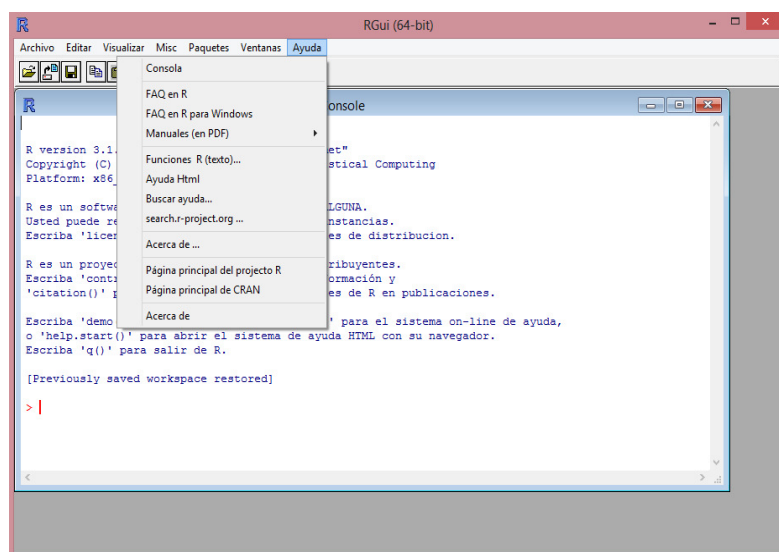 RGui (64-bit)
Archivo Editar Visualizar Misc Paquetes Ventanas Ayuda
Consola
FAQ en R
FAQ en R para Windows
Manuales (en PDF)
Funciones R (texto)...
Ayuda Html
Buscar ayuda...
search.r-project.org ...
Acerca de ...
Página principal del projecto R
Página principal de CRAN
Acerca de
onsole
R version 3.1. et"
Copyright (C) stical Computing
Platform: x86_
R es un softwa LGUNA.
Usted puede re nstancias.
Escriba 'licen es de distribucion.
R es un proyec ribuyentes.
Escriba 'contr ormación y
'citation()' p es de R en publicaciones.
Escriba 'demo ' para el sistema on-line de ayuda,
o 'help.start()' para abrir el sistema de ayuda HTML con su navegador.
Escriba 'q()' para salir de R.
[Previously saved workspace restored]
>